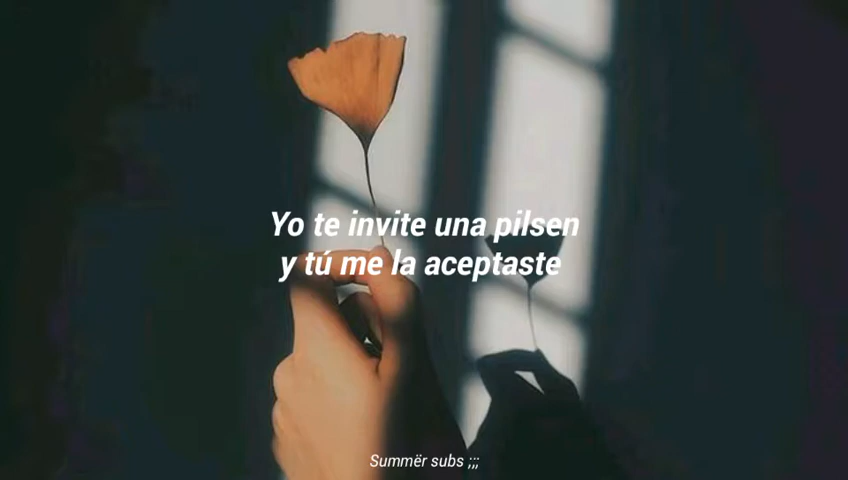 Yo te invite una pilsen
y tú me la aceptaste
Summër subs ;;;